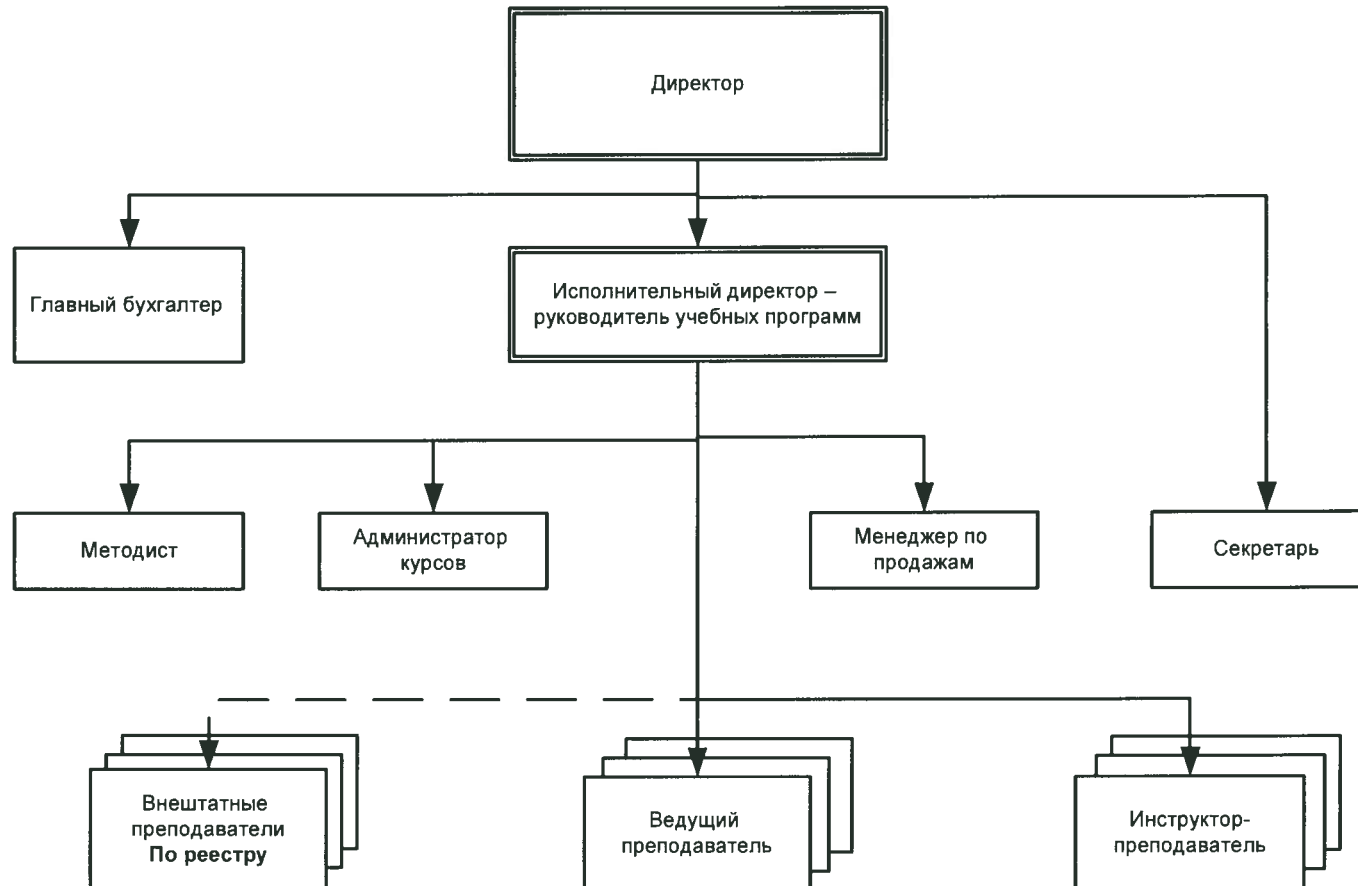 Директор
Главный бухгалтер
Исполнительный директор –
руководитель учебных программ
Методист
Администратор
курсов
Менеджер по
продажам
Секретарь
Внештатные
преподаватели
По реестру
Ведущий
преподаватель
Инструктор-
преподаватель